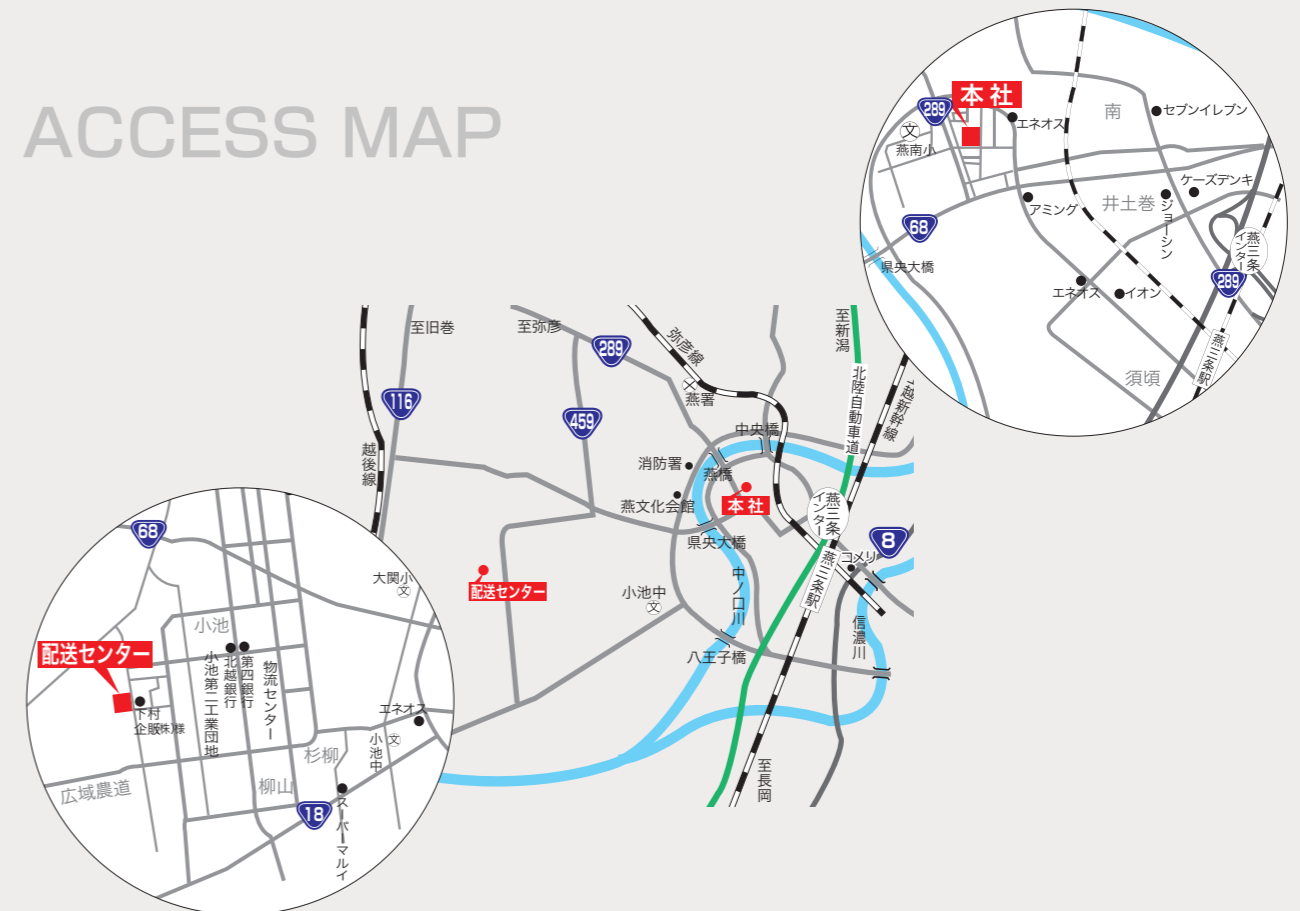 ACCESS MAP
289
本社
エネオス
南
セブンイレブン
文
燕南小
ケーズデンキ
アミング
井土巻
ジョーシン
68
県央大橋
燕三条
インター
289
エネオス
イオン
燕三条駅
須頃
至旧巻
至弥彦
289
弥彦線
至新潟
北陸自動車道
越新幹線
116
459
燕署
越後線
中央橋
消防署
燕橋
燕文化会館
本社
燕三条
インター
県央大橋
8
コメリ
燕三条駅
配送センター
大関小
文
小池中
文
中ノ口川
信濃川
八王子橋
至長岡
68
小池
配送センター
小池第二工業団地
北越銀行
第四銀行
物流センター
下村
企販㈱様
エネオス
小池中
文
杉柳
広域農道
柳山
18
スーパーマルイ